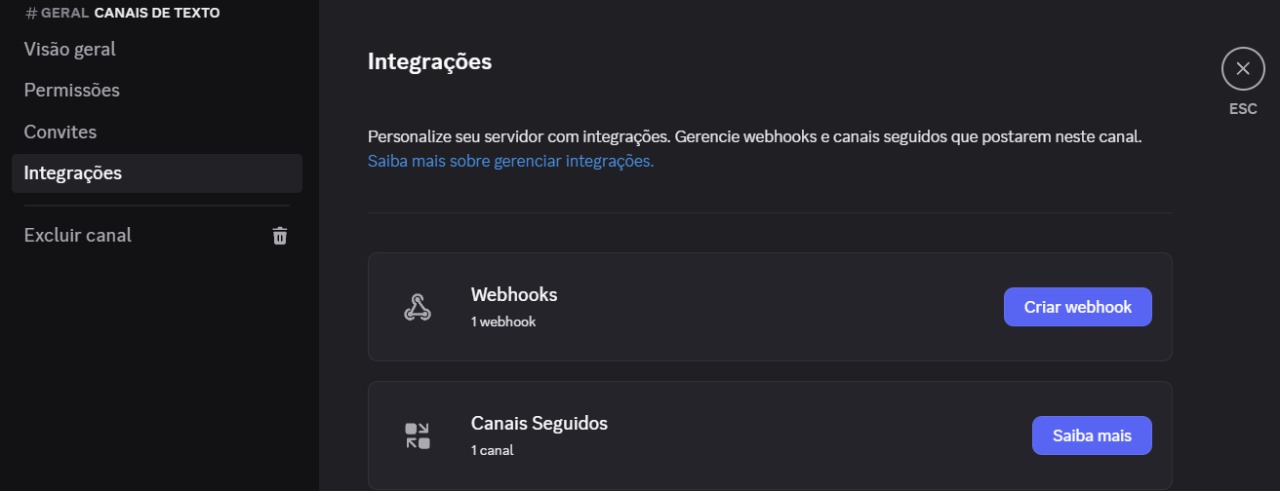 # GERAL CANAIS DE TEXTO
Visão geral
Permissões
Convites
Integrações
Excluir canal
Integrações
ESC
Personalize seu servidor com integrações. Gerencie webhooks e canais seguidos que postarem neste canal.
Saiba mais sobre gerenciar integrações.
Webhooks
1 webhook
Criar webhook
Canais Seguidos
1 canal
Saiba mais